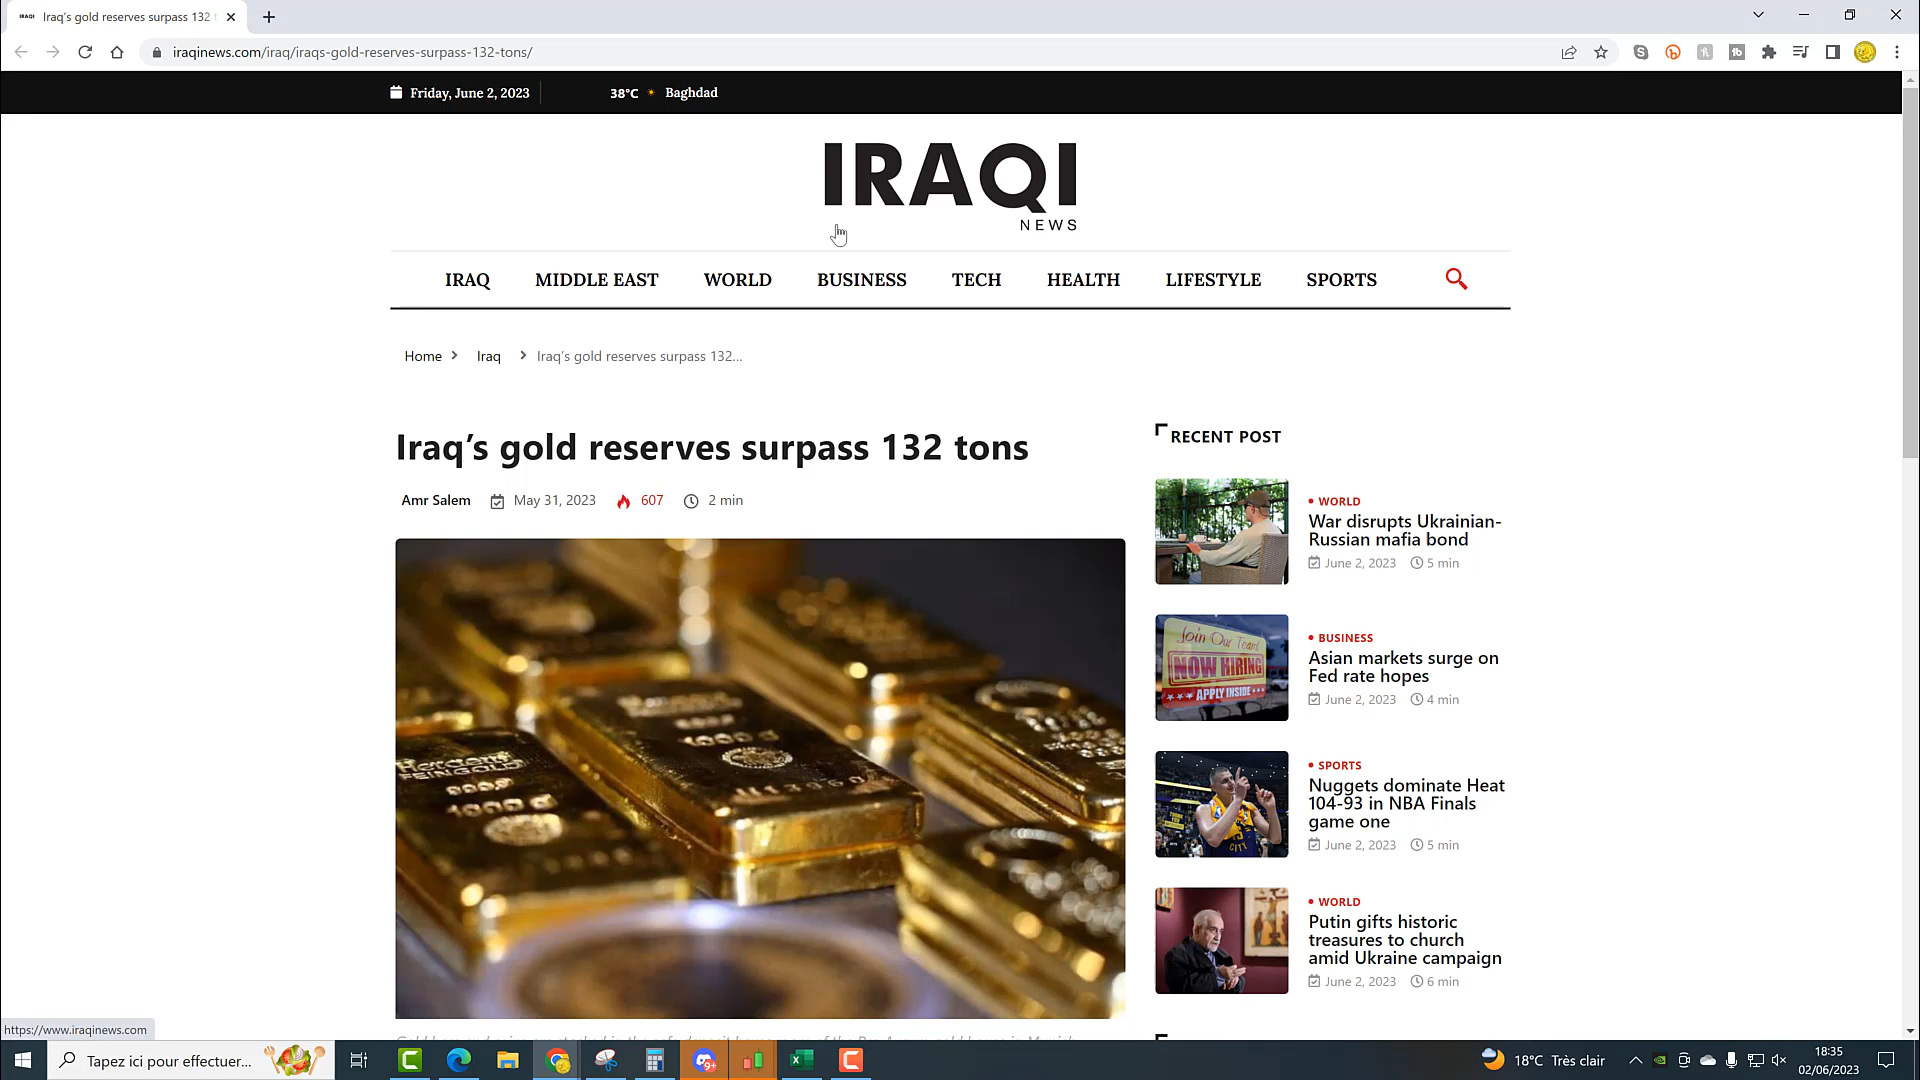 Iraq's gold reserves surpass 132
iraqinews.com/iraq/iraqs-gold-reserves-surpass-132-tons/
Friday, June 2, 2023
38°C
Baghdad
IRAQI
NEWS
IRAQ
MIDDLE EAST
WORLD
BUSINESS
TECH
HEALTH
LIFESTYLE
SPORTS
Home
Iraq
Iraq's gold reserves surpass 132...
Iraq's gold reserves surpass 132 tons
Amr Salem
May 31, 2023
607
2 min
1000 g
FEINGOLD
1000 g
RECENT POST
WORLD
War disrupts Ukrainian-
Russian mafia bond
June 2, 2023
5 min
Join Our Team!
NOW HIRING
APPLY INSIDE
BUSINESS
Asian markets surge on
Fed rate hopes
June 2, 2023
4 min
CITY
SPORTS
Nuggets dominate Heat
104-93 in NBA Finals
game one
June 2, 2023
5 min
WORLD
Putin gifts historic
treasures to church
amid Ukraine campaign
June 2, 2023
6 min
https://www.iraqinews.com
Tapez ici pour effectuer...
9+
18°C Très clair
18:35
02/06/2023